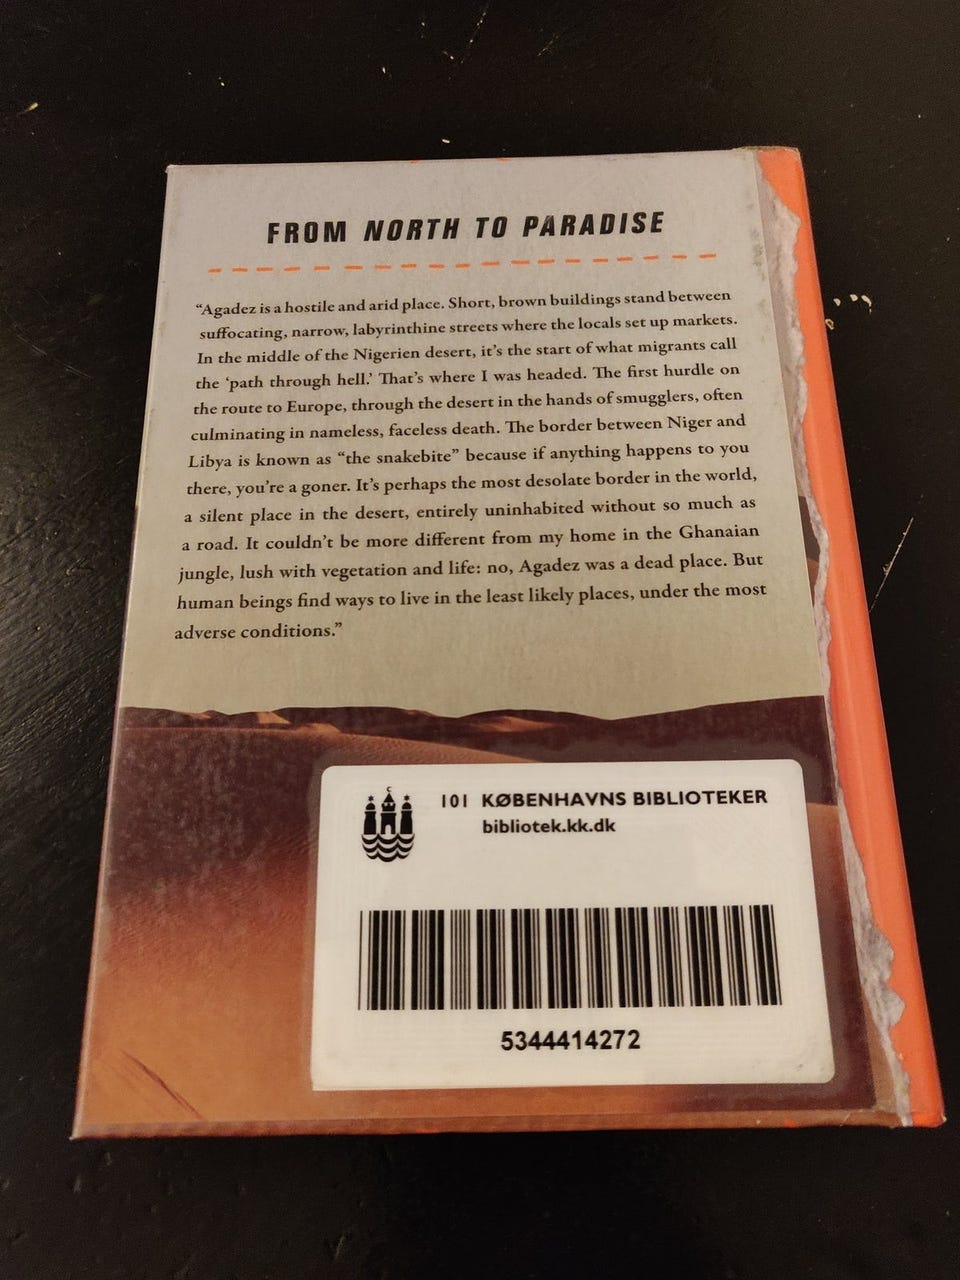 FROM NORTH TO PARADISE
“Agadez is a hostile and arid place. Short, brown buildings stand between
suffocating, narrow, labyrinthine streets where the locals set up markets.
In the middle of the Nigerien desert, it’s the start of what migrants call
the ‘path through hell.’ That’s where I was headed. The first hurdle on
the route to Europe, through the desert in the hands of smugglers, often
culminating in nameless, faceless death. The border between Niger and
Libya is known as “the snakebite” because if anything happens to you
there, you’re a goner. It’s perhaps the most desolate border in the world,
a silent place in the desert, entirely uninhabited without so much as
a road. It couldn’t be more different from my home in the Ghanaian
jungle, lush with vegetation and life: no, Agadez was a dead place. But
human beings find ways to live in the least likely places, under the most
adverse conditions.”
101 KØBENHAVNS BIBLIOTEKER
bibliotek.kk.dk
5344414272